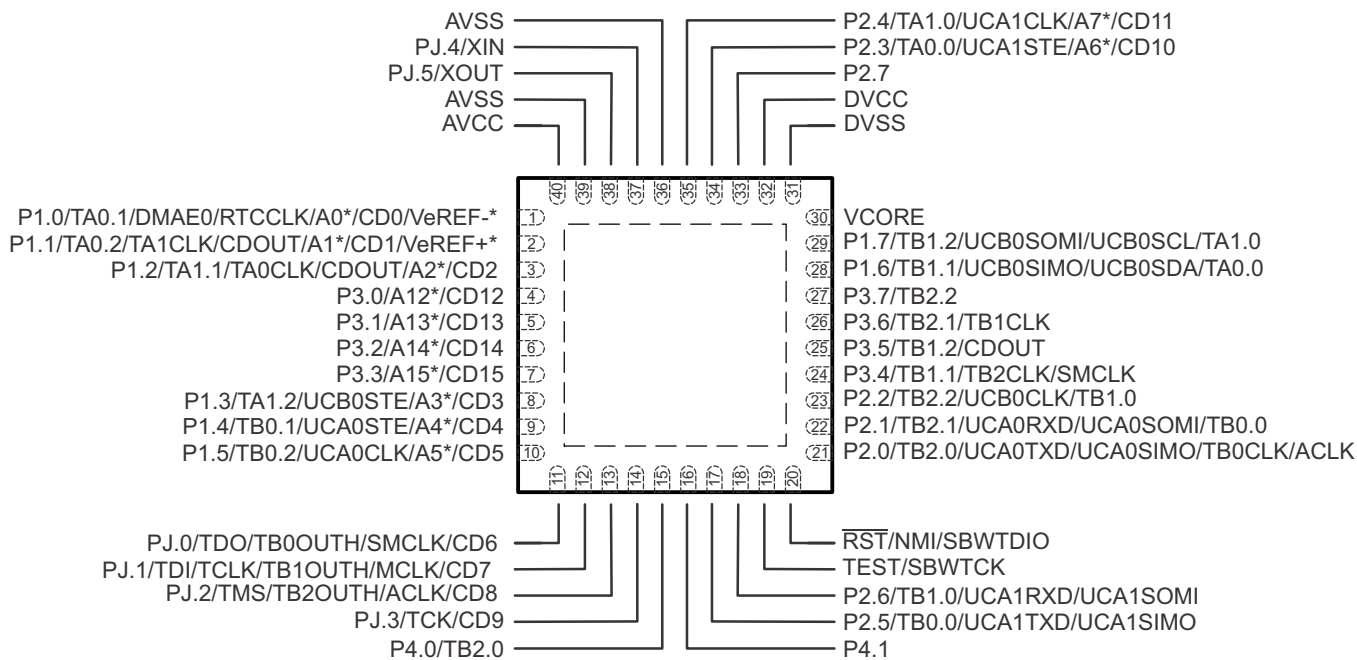 AVSS
PJ.4/XIN
PJ.5/XOUT
AVSS
AVCC
P2.4/TA1.0/UCA1CLK/A7*/CD11
P2.3/TA0.0/UCA1STE/A6*/CD10
P2.7
DVCC
DVSS
40
39
38
37
36
35
34
33
32
31
P1.0/TA0.1/DMAE0/RTCCLK/A0*/CD0/VeREF-*
1
P1.1/TA0.2/TA1CLK/CDOUT/A1*/CD1/VeREF+*
2
P1.2/TA1.1/TA0CLK/CDOUT/A2*/CD2
3
P3.0/A12*/CD12
4
P3.1/A13*/CD13
5
P3.2/A14*/CD14
6
P3.3/A15*/CD15
7
P1.3/TA1.2/UCB0STE/A3*/CD3
8
P1.4/TB0.1/UCA0STE/A4*/CD4
9
P1.5/TB0.2/UCA0CLK/A5*/CD5
10
30
VCORE
29
P1.7/TB1.2/UCB0SOMI/UCB0SCL/TA1.0
28
P1.6/TB1.1/UCB0SIMO/UCB0SDA/TA0.0
27
P3.7/TB2.2
26
P3.6/TB2.1/TB1CLK
25
P3.5/TB1.2/CDOUT
24
P3.4/TB1.1/TB2CLK/SMCLK
23
P2.2/TB2.2/UCB0CLK/TB1.0
22
P2.1/TB2.1/UCA0RXD/UCA0SOMI/TB0.0
21
P2.0/TB2.0/UCA0TXD/UCA0SIMO/TB0CLK/ACLK
11
12
13
14
15
16
17
18
19
20
PJ.0/TDO/TB0OUTH/SMCLK/CD6
PJ.1/TDI/TCLK/TB1OUTH/MCLK/CD7
PJ.2/TMS/TB2OUTH/ACLK/CD8
PJ.3/TCK/CD9
P4.0/TB2.0
RST/NMI/SBWTDIO
TEST/SBWTCK
P2.6/TB1.0/UCA1RXD/UCA1SOMI
P2.5/TB0.0/UCA1TXD/UCA1SIMO
P4.1